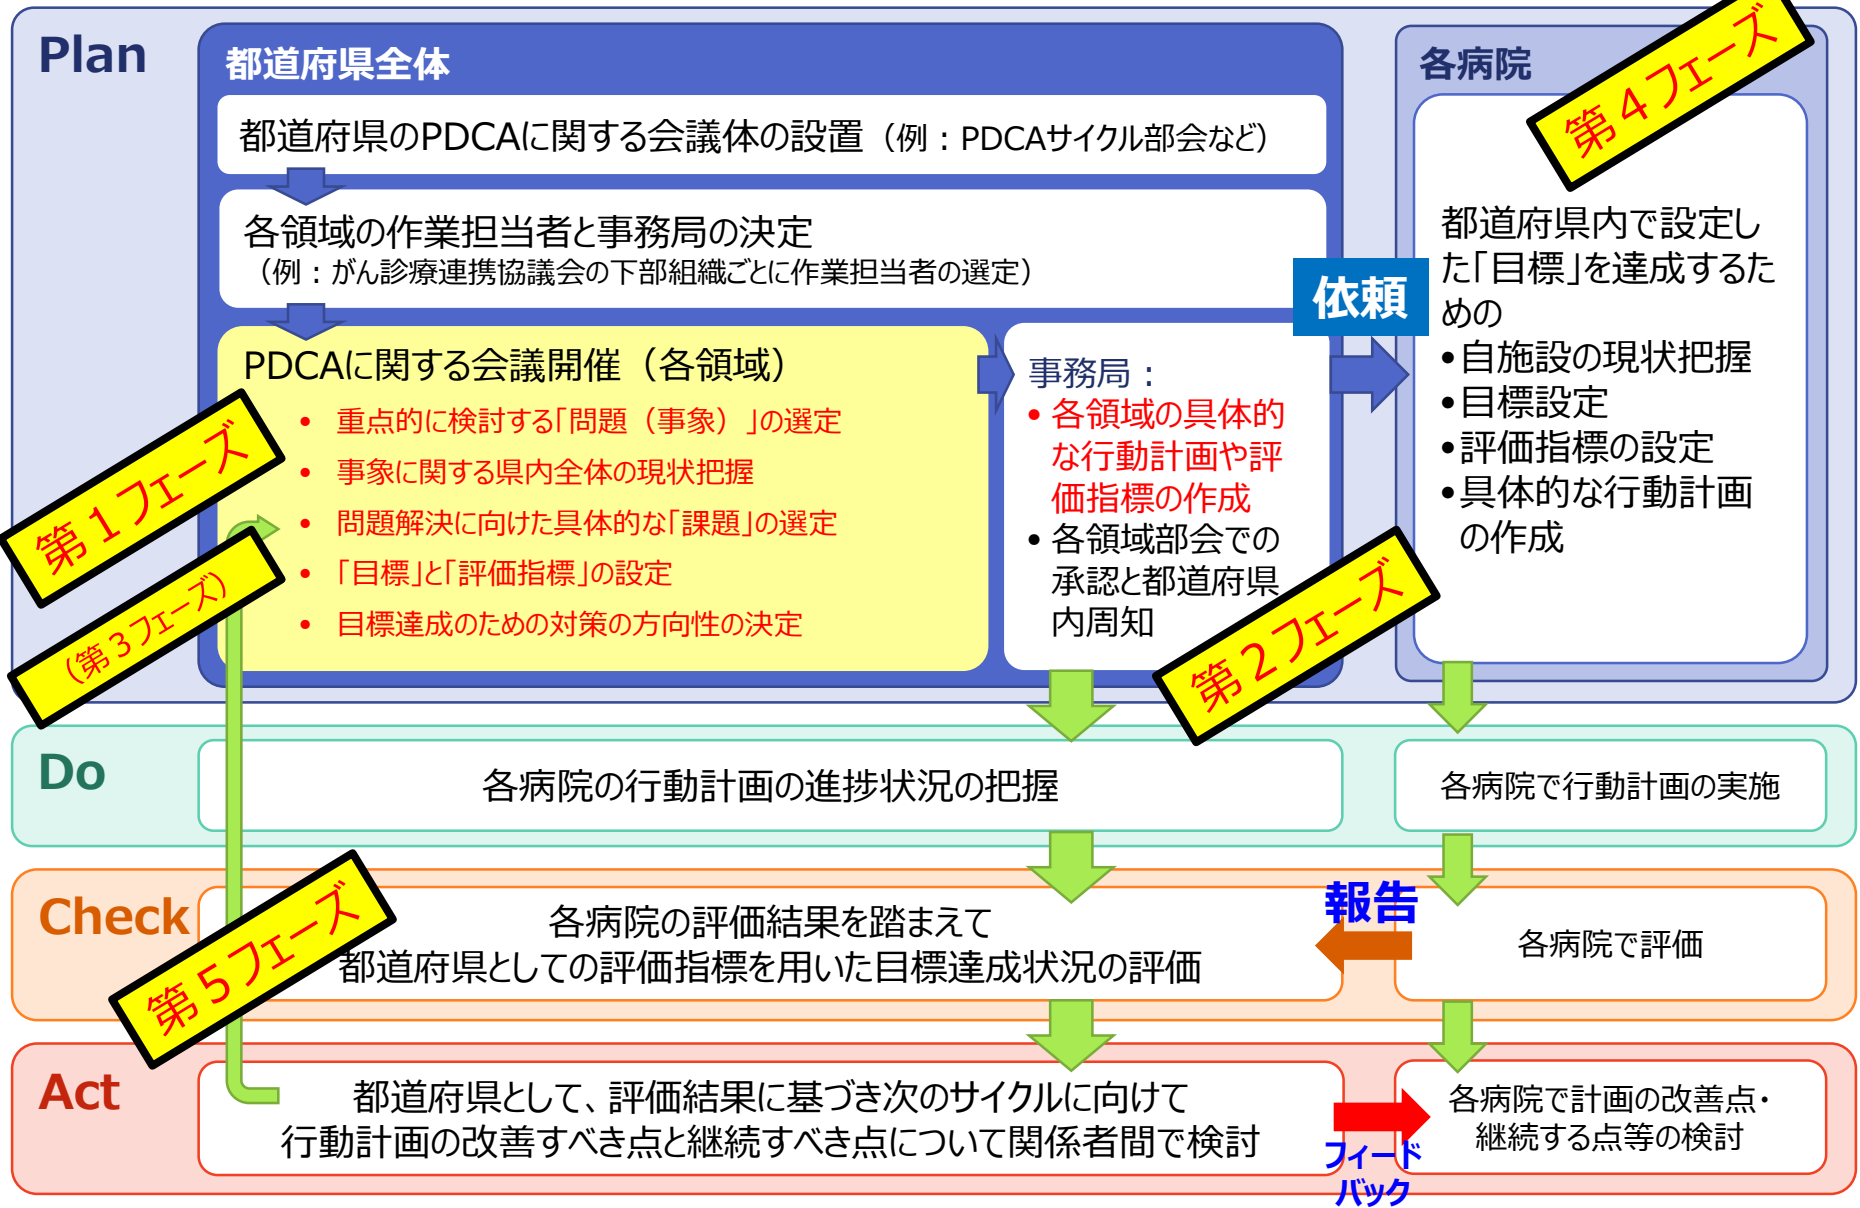 Plan
都道府県全体
都道府県のPDCAに関する会議体の設置（例：PDCAサイクル部会など）
各領域の作業担当者と事務局の決定
（例：がん診療連携協議会の下部組織ごとに作業担当者の選定）
PDCAに関する会議開催（各領域）
• 重点的に検討する「問題（事象）」の選定
• 事象に関する県内全体の現状把握
• 問題解決に向けた具体的な「課題」の選定
• 「目標」と「評価指標」の設定
• 目標達成のための対策の方向性の決定
第１フェーズ
（第３フェーズ）
事務局：
• 各領域の具体的
な行動計画や評
価指標の作成
• 各領域部会での
承認と都道府県
内周知
第２フェーズ
依頼
各病院
第４フェーズ
都道府県内で設定し
た「目標」を達成するた
めの
•自施設の現状把握
•目標設定
•評価指標の設定
•具体的な行動計画
の作成
Do
各病院の行動計画の進捗状況の把握
各病院で行動計画の実施
Check
各病院の評価結果を踏まえて
都道府県としての評価指標を用いた目標達成状況の評価
報告
各病院で評価
第５フェーズ
Act
都道府県として、評価結果に基づき次のサイクルに向けて
行動計画の改善すべき点と継続すべき点について関係者間で検討
フィード
バック
各病院で計画の改善点・
継続する点等の検討